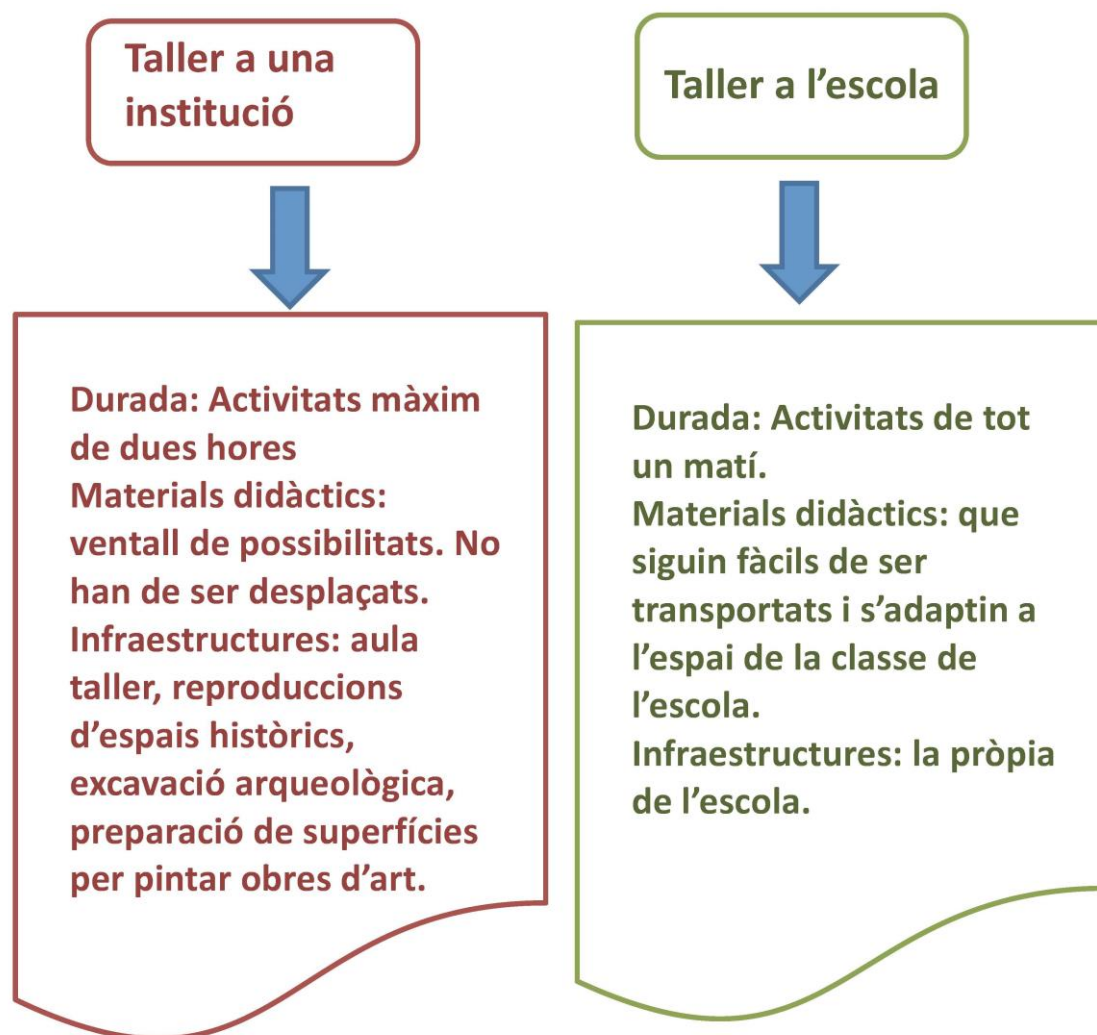 Taller a una
institució
Taller a l’escola
Durada: Activitats màxim
de dues hores
Materials didàctics:
ventall de possibilitats. No
han de ser desplaçats.
Infraestructures: aula
taller, reproduccions
d’espais històrics,
excavació arqueològica,
preparació de superfícies
per pintar obres d’art.
Durada: Activitats de tot
un matí.
Materials didàctics: que
siguin fàcils de ser
transportats i s’adaptin a
l’espai de la classe de
l’escola.
Infraestructures: la pròpia
de l’escola.